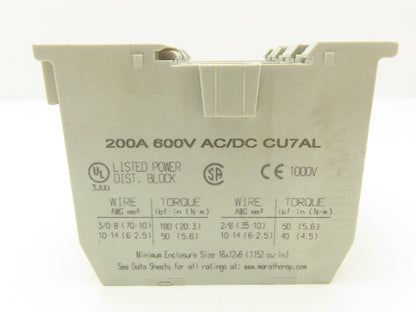 200A 600V AC/DC CU7AL
UL LISTED POWER DIST. BLOCK
3JUU
SA CE 1000V
WIRE TORQUE WIRE TORQUE
AWG mm² lbf·in (N·m) AWG mm² lbf·in (N·m)
3/0-8 (70-10) 180 (20.3) 2/8 (35-10) 50 (5.6)
10-14 (6-2.5) 50 (5.6) 10-14 (6-2.5) 40 (4.5)
Minimum Enclosure Size 16x12x6 (1152 cu-in)
See Data Sheets for all ratings at: www.marathonsp.com